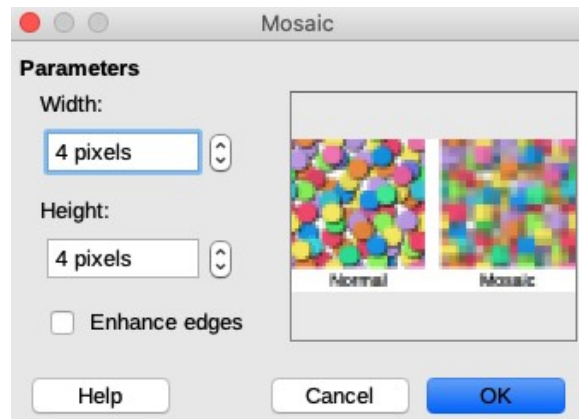 Mosaic
Parameters
Width:
4 pixels
Height:
4 pixels
Normal Mosaic
Enhance edges
Help Cancel OK